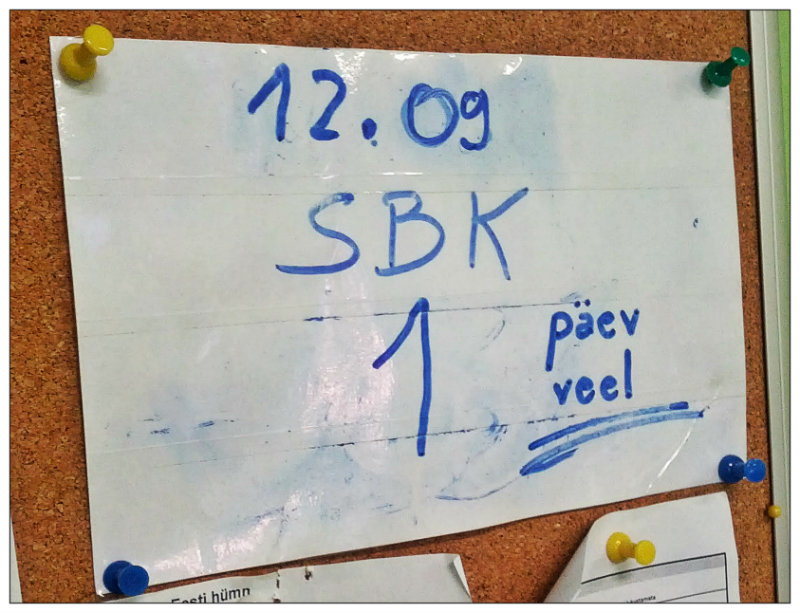 12.09
SBK
1 päev
veel
Eesti hümn